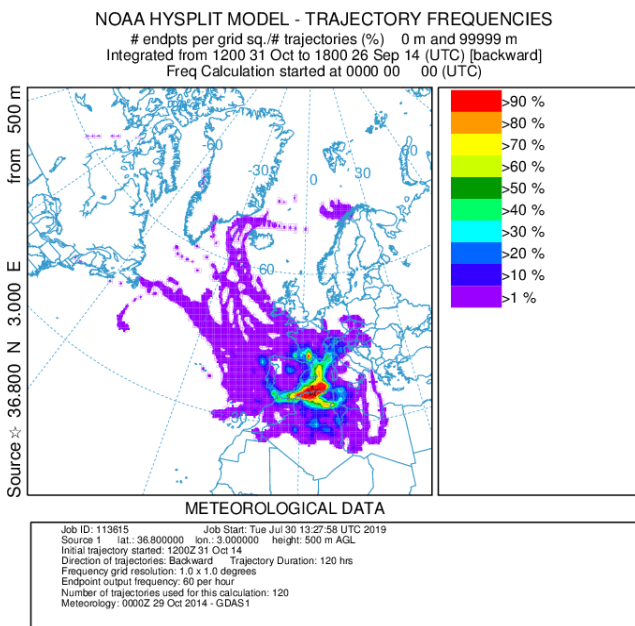 NOAA HYSPLIT MODEL - TRAJECTORY FREQUENCIES
# endpts per grid sq./# trajectories (%) 0 m and 99999 m
Integrated from 1200 31 Oct to 1800 26 Sep 14 (UTC) [backward]
Freq Calculation started at 0000 00 00 (UTC)
Source ☆ 36.800 N 3.000 E from 500 m
-60
-30
0
30
60
60
30
>90 %
>80 %
>70 %
>60 %
>50 %
>40 %
>30 %
>20 %
>10 %
>1 %
METEOROLOGICAL DATA
Job ID: 113615 Job Start: Tue Jul 30 13:27:58 UTC 2019
Source 1 lat.: 36.800000 lon.: 3.000000 height: 500 m AGL
Initial trajectory started: 1200Z 31 Oct 14
Direction of trajectories: Backward Trajectory Duration: 120 hrs
Frequency grid resolution: 1.0 x 1.0 degrees
Endpoint output frequency: 60 per hour
Number of trajectories used for this calculation: 120
Meteorology: 0000Z 29 Oct 2014 - GDAS1